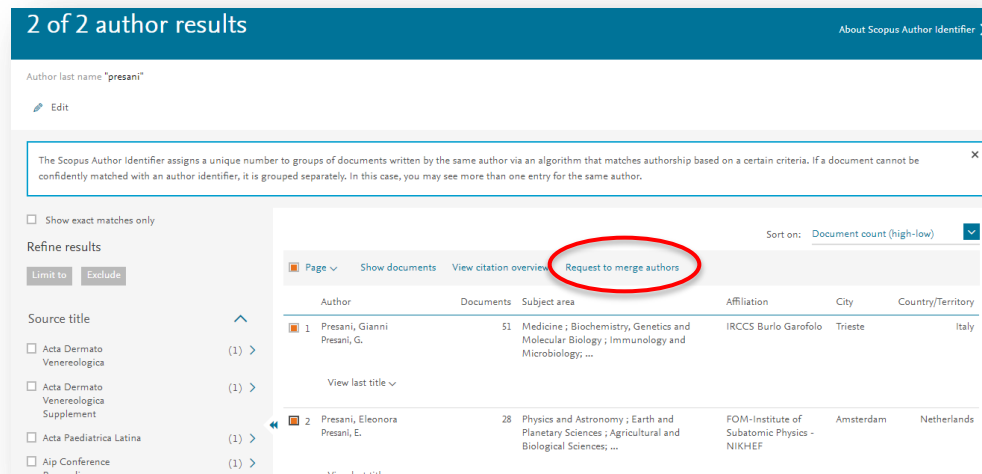 2 of 2 author results
About Scopus Author Identifier
Author last name "presani"
Edit
The Scopus Author Identifier assigns a unique number to groups of documents written by the same author via an algorithm that matches authorship based on a certain criteria. If a document cannot be
confidently matched with an author identifier, it is grouped separately. In this case, you may see more than one entry for the same author.
Show exact matches only
Refine results
Limit to Exclude
Sort on: Document count (high-low)
Page Show documents View citation overview Request to merge authors
Author Documents Subject area Affiliation City Country/Territory
Source title
Acta Dermato (1)
Venereologica
Acta Dermato (1)
Venereologica
Supplement
Acta Paediatrica Latina (1)
Aip Conference (1)
1 Presani, Gianni 51 Medicine ; Biochemistry, Genetics and IRCCS Burlo Garofolo Trieste Italy
Presani, G. Molecular Biology ; Immunology and
Microbiology; ...
View last title
2 Presani, Eleonora 28 Physics and Astronomy ; Earth and FOM-Institute of Amsterdam Netherlands
Presani, E. Planetary Sciences ; Agricultural and Subatomic Physics -
Biological Sciences; ... NIKHEF